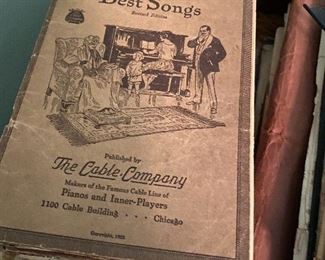 Best Songs
Revised Edition
Published by
The Cable Company
Makers of the Famous Cable Line of
Pianos and Inner-Players
1100 Cable Building . . . Chicago